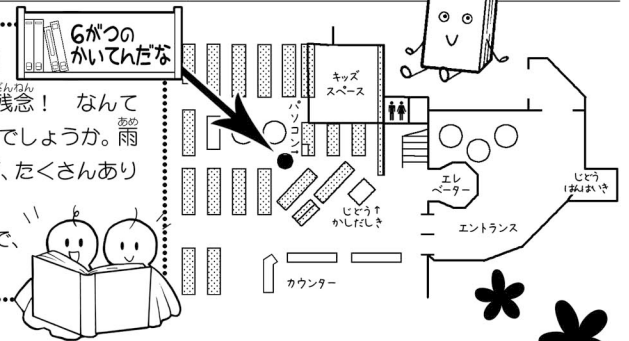 6がつの
かいてんだな
ざんねん
残念！　なんて
でしょうか。雨
あめ
、たくさんあり
で、
キッズ
スペース
パソコン→
じどう↑
かしだしき
カウンター
エレ
ベーター
エントランス
じどう
はんはいき